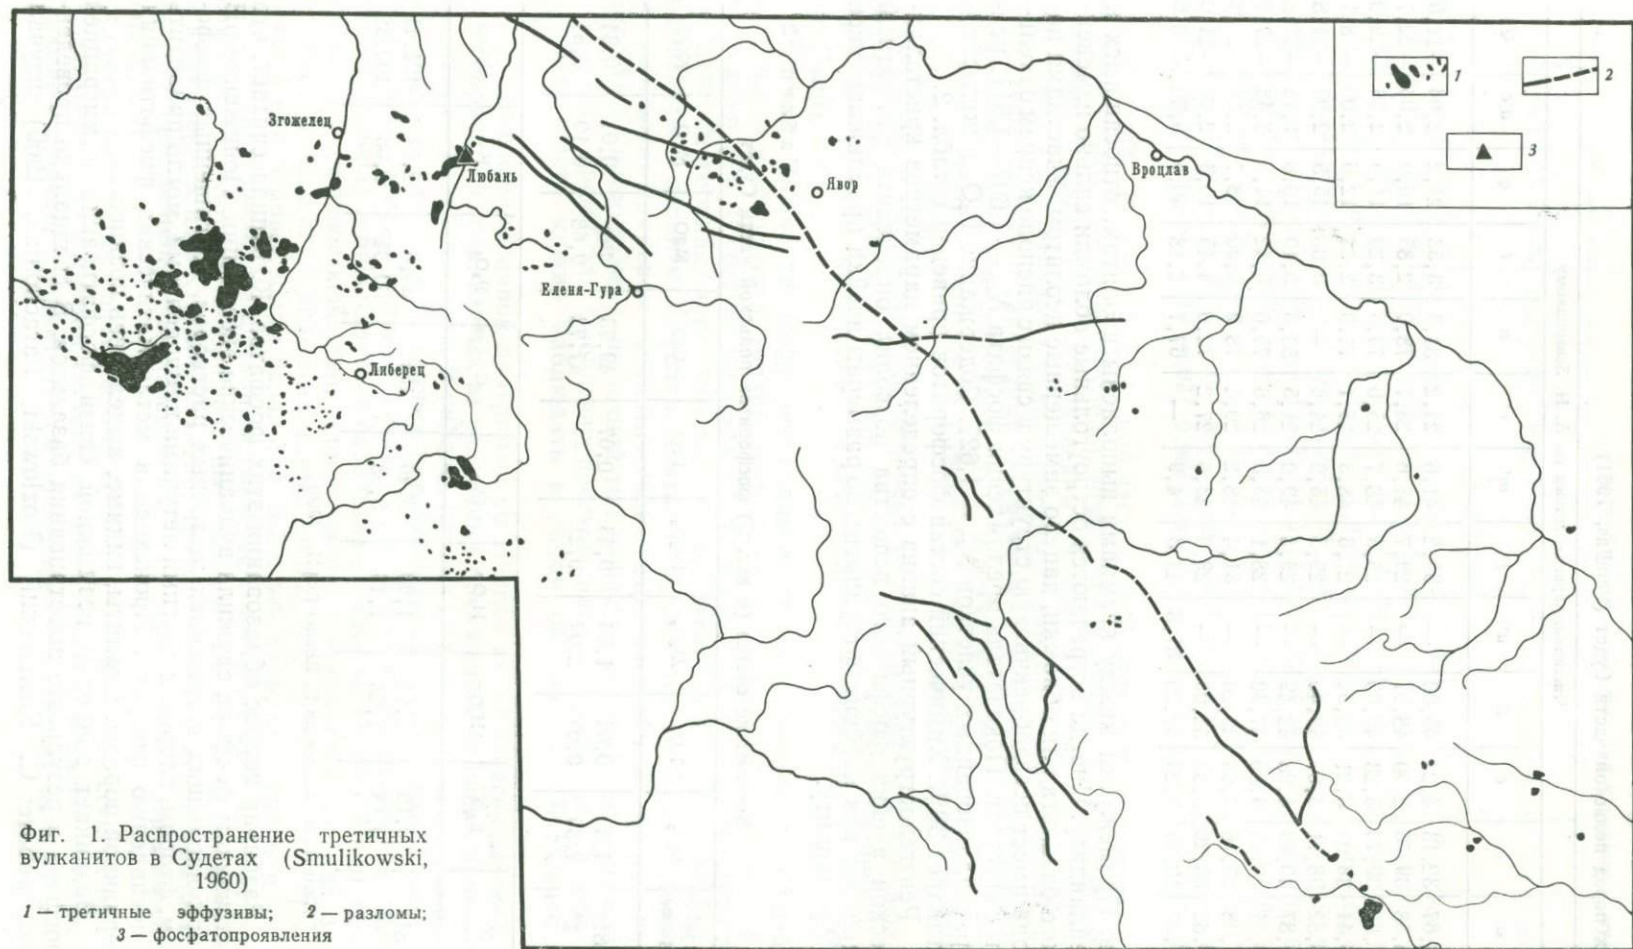 Згожелец
Любань
Явор
Вроцлав
Еленя-Гура
Либерец
1
2
3
Фиг. 1. Распространение третичных
вулканитов в Судетах (Smulikowski,
1960)
1 — третичные эффузивы; 2 — разломы;
3 — фосфатопроявления